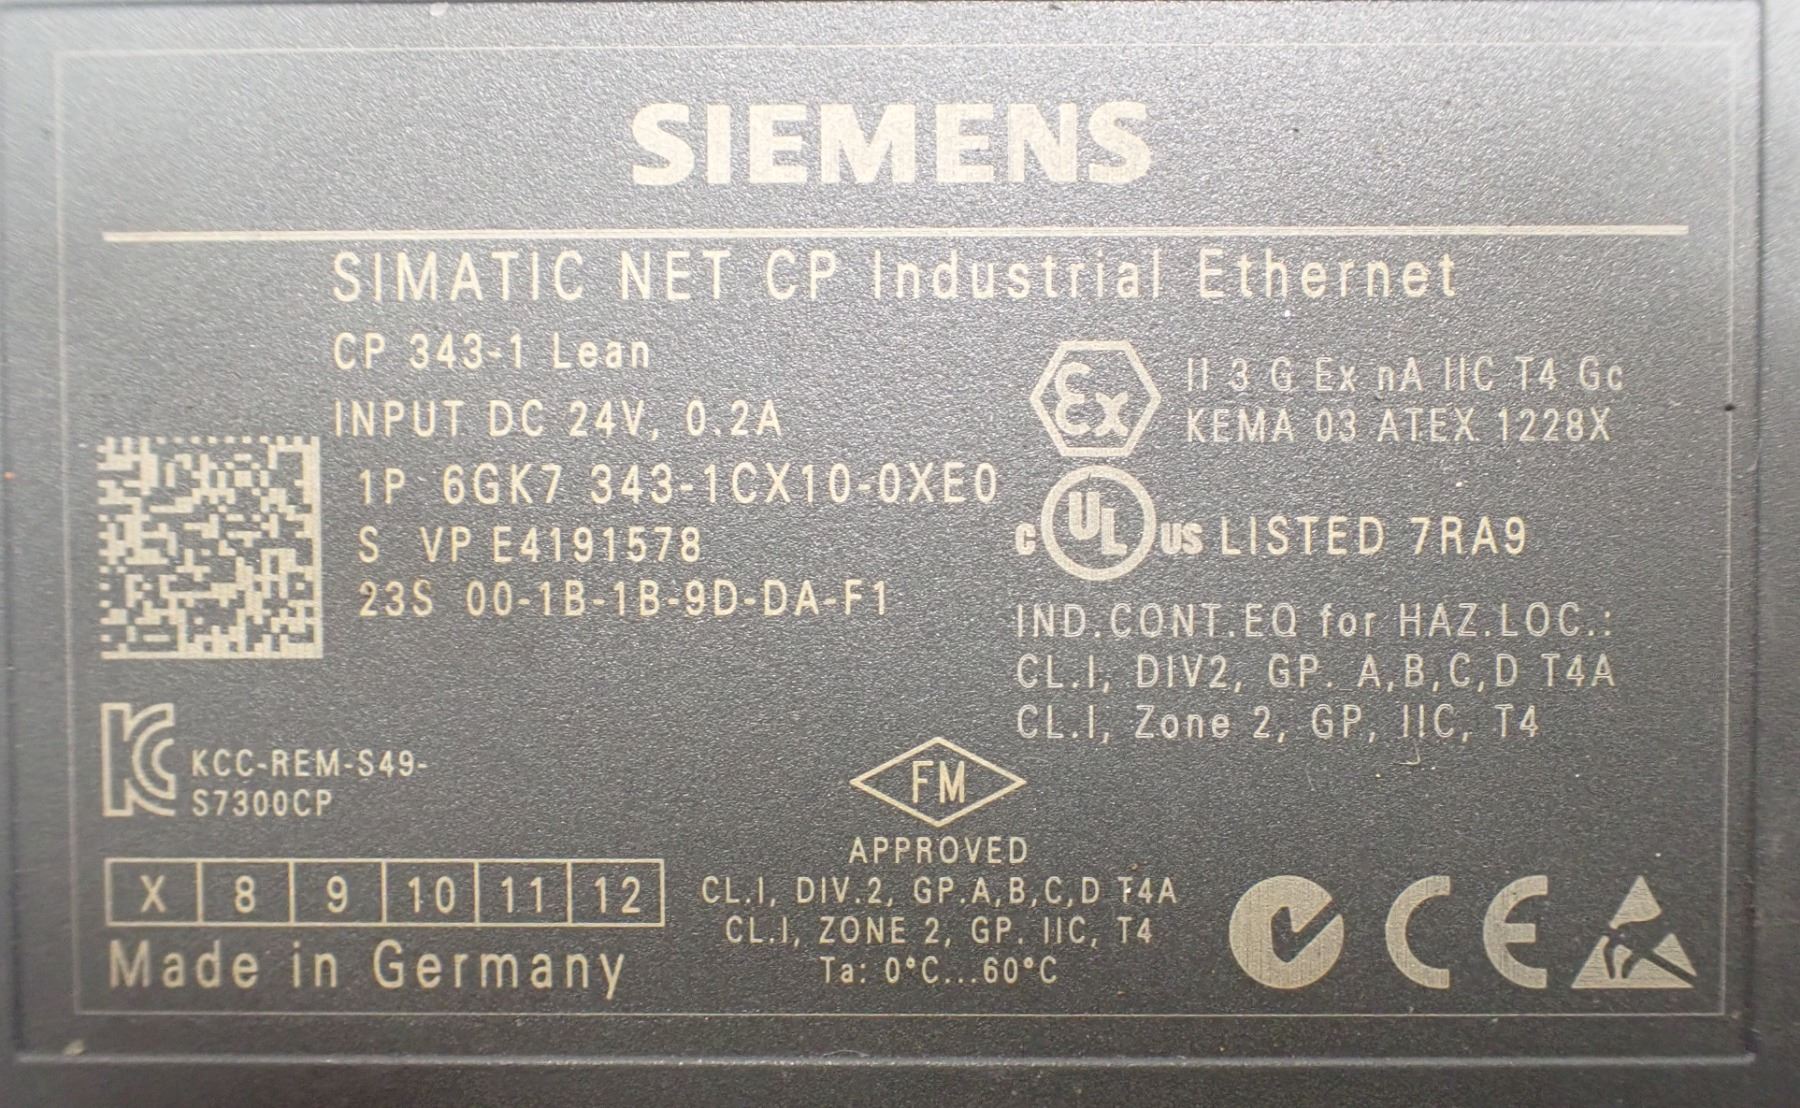 SIEMENS
SIMATIC NET CP Industrial Ethernet
CP 343-1 Lean
INPUT DC 24V, 0.2A
1P 6GK7 343-1CX10-0XE0
S VP E4191578
23S 00-1B-1B-9D-DA-F1
Ex
II 3 G Ex nA IIC T4 Gc
KEMA 03 ATEX 1228X
C UL US LISTED 7RA9
IND.CONT.EQ for HAZ.LOC.:
CL.I, DIV2, GP. A,B,C,D T4A
CL.I, Zone 2, GP, IIC, T4
KC
KCC-REM-S49-
S7300CP
FM
APPROVED
CL.I, DIV.2, GP.A,B,C,D T4A
CL.I, ZONE 2, GP. IIC, T4
Ta: 0°C...60°C
X 8 9 10 11 12
Made in Germany
CE